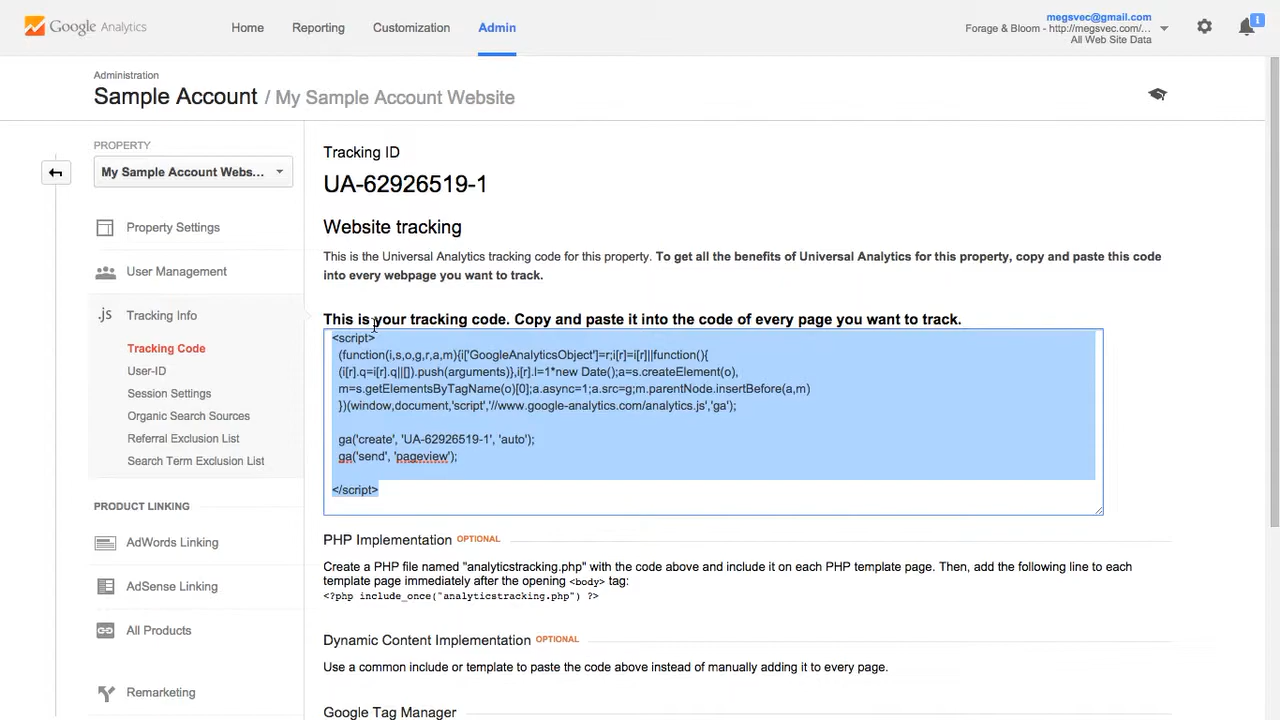 Google Analytics
Home
Reporting
Customization
Admin
megsvec@gmail.com
Forage & Bloom - http://megsvec.com/...
All Web Site Data
1
Administration
Sample Account / My Sample Account Website
PROPERTY
My Sample Account Webs...
Property Settings
User Management
.js
Tracking Info
Tracking Code
User-ID
Session Settings
Organic Search Sources
Referral Exclusion List
Search Term Exclusion List
PRODUCT LINKING
AdWords Linking
AdSense Linking
All Products
Remarketing
Tracking ID
UA-62926519-1
Website tracking
This is the Universal Analytics tracking code for this property. To get all the benefits of Universal Analytics for this property, copy and paste this code
into every webpage you want to track.
This is your tracking code. Copy and paste it into the code of every page you want to track.
<script>
(function(i,s,o,g,r,a,m){i['GoogleAnalyticsObject']=r;i[r]=i[r]||function(){
(i[r].q=i[r].q||[]).push(arguments)},i[r].l=1*new Date();a=s.createElement(o),
m=s.getElementsByTagName(o)[0];a.async=1;a.src=g;m.parentNode.insertBefore(a,m)
})(window,document,'script','//www.google-analytics.com/analytics.js','ga');
ga('create', 'UA-62926519-1', 'auto');
ga('send', 'pageview');
</script>
PHP Implementation OPTIONAL
Create a PHP file named "analyticstracking.php" with the code above and include it on each PHP template page. Then, add the following line to each
template page immediately after the opening <body> tag:
<?php include_once("analyticstracking.php") ?>
Dynamic Content Implementation OPTIONAL
Use a common include or template to paste the code above instead of manually adding it to every page.
Google Tag Manager